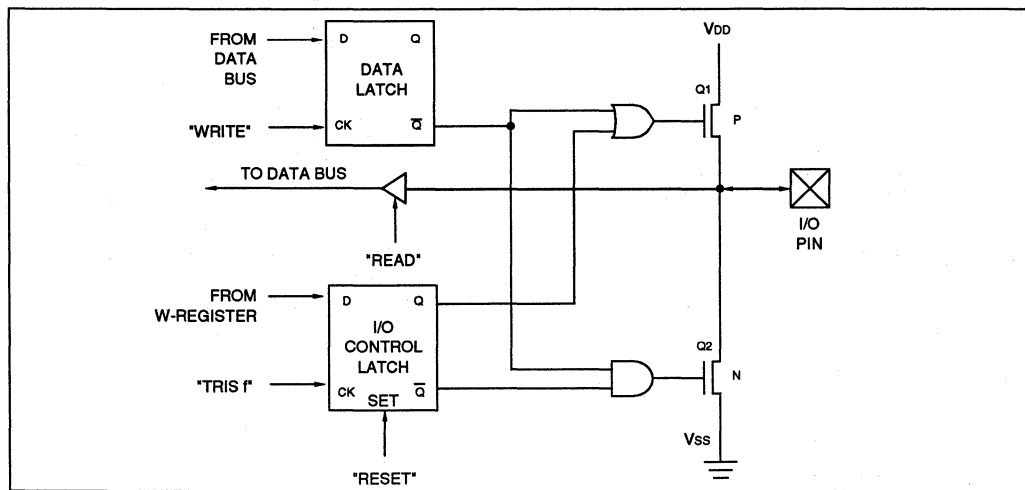 FROM
DATA
BUS
D
Q
DATA
LATCH
"WRITE"
CK
Q
VDD
Q1
P
TO DATA BUS
"READ"
I/O
PIN
FROM
W-REGISTER
D
Q
I/O
CONTROL
LATCH
"TRIS f"
CK
SET
Q
"RESET"
Q2
N
VSS